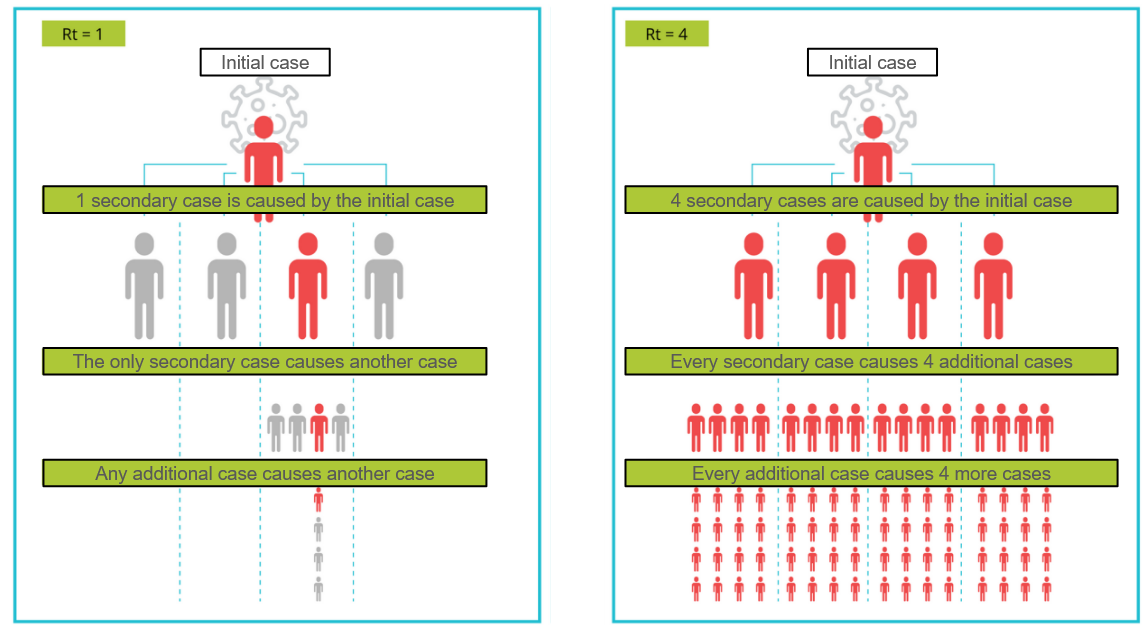 Rt = 1
Initial case
1 secondary case is caused by the initial case
The only secondary case causes another case
Any additional case causes another case
Rt = 4
Initial case
4 secondary cases are caused by the initial case
Every secondary case causes 4 additional cases
Every additional case causes 4 more cases